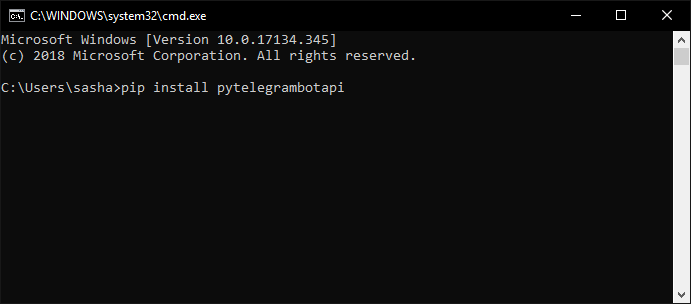 C:\WINDOWS\system32\cmd.exe
Microsoft Windows [Version 10.0.17134.345]
(c) 2018 Microsoft Corporation. All rights reserved.
C:\Users\sasha>pip install pytelegrambotapi